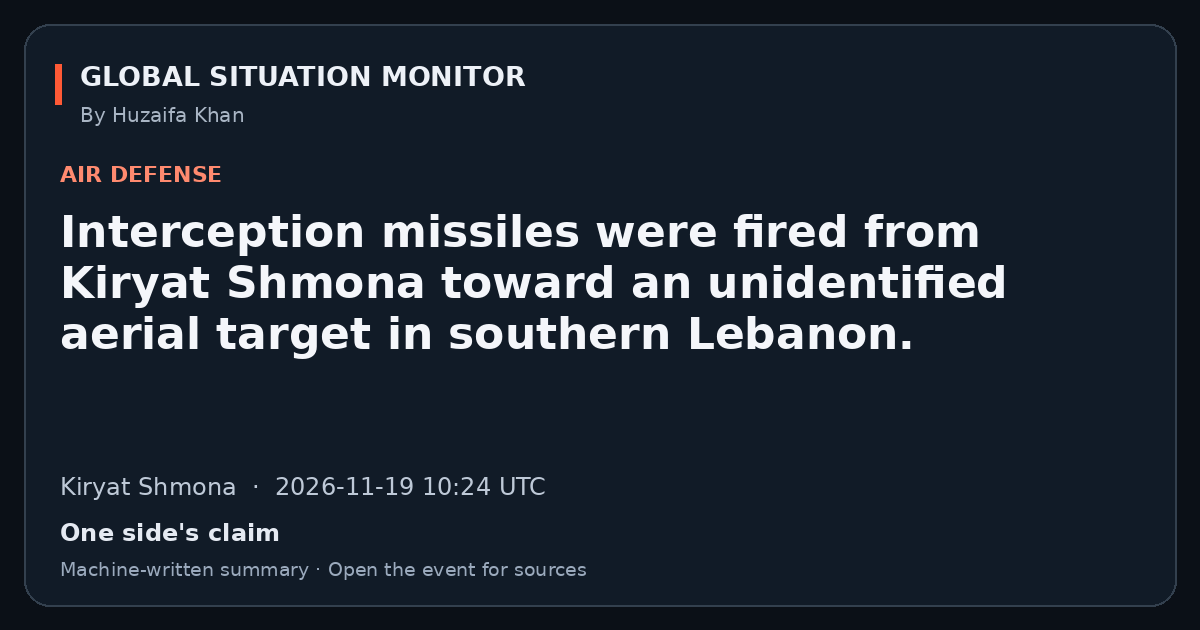 GLOBAL SITUATION MONITOR
By Huzaifa Khan
AIR DEFENSE
Interception missiles were fired from
Kiryat Shmona toward an unidentified
aerial target in southern Lebanon.
Kiryat Shmona · 2026-11-19 10:24 UTC
One side's claim
Machine-written summary · Open the event for sources